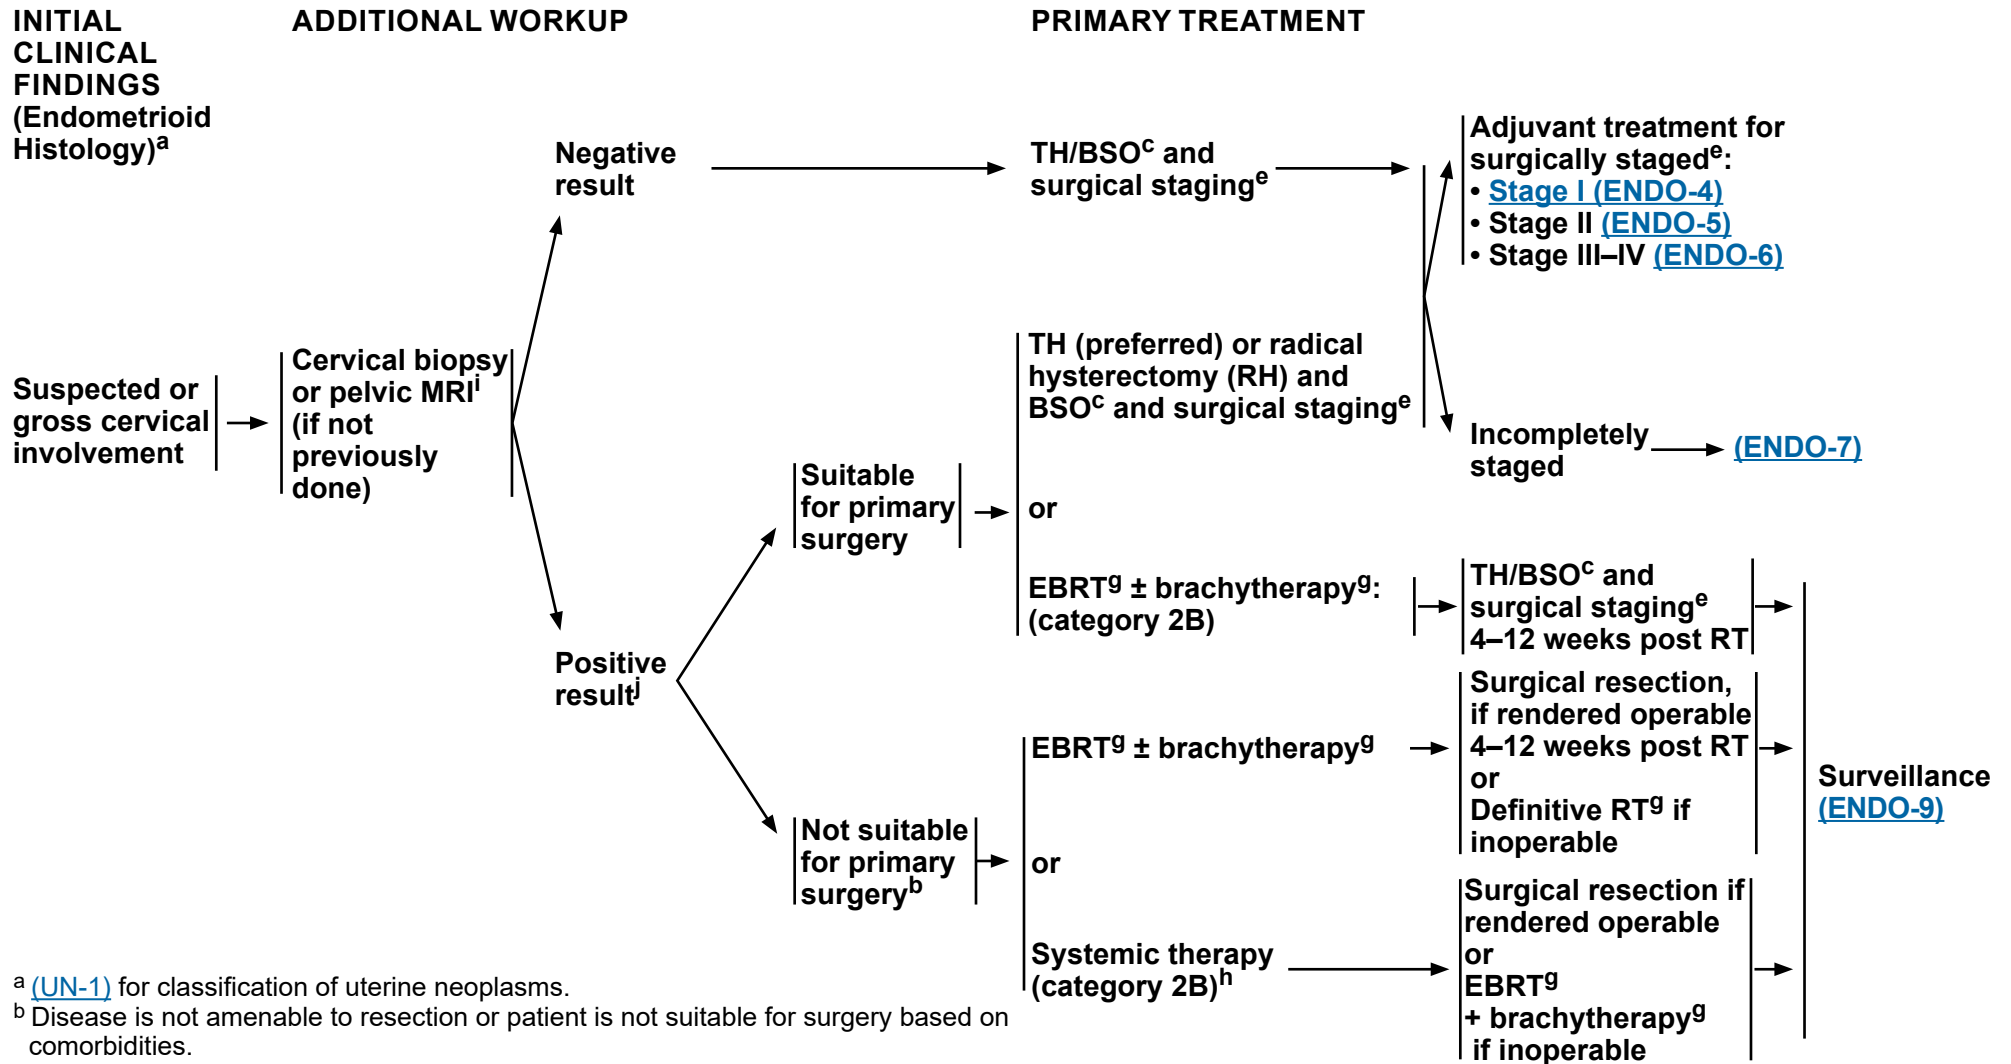 INITIAL
CLINICAL
FINDINGS
(Endometrioid
Histology)a
ADDITIONAL WORKUP
PRIMARY TREATMENT
Suspected or
gross cervical
involvement
Cervical biopsy
or pelvic MRIi
(if not
previously
done)
Negative
result
TH/BSOc and
surgical staginge
Adjuvant treatment for
surgically stagede:
• Stage I (ENDO-4)
• Stage II (ENDO-5)
• Stage III–IV (ENDO-6)
Incompletely
staged
(ENDO-7)
Positive
resultj
Suitable
for primary
surgery
TH (preferred) or radical
hysterectomy (RH) and
BSOc and surgical staginge
or
EBRTg ± brachytherapyg:
(category 2B)
TH/BSOc and
surgical staginge
4–12 weeks post RT
Not suitable
for primary
surgeryb
EBRTg ± brachytherapyg
Surgical resection,
if rendered operable
4–12 weeks post RT
or
Definitive RTg if
inoperable
or
Systemic therapy
(category 2B)h
Surgical resection if
rendered operable
or
EBRTg
+ brachytherapyg
if inoperable
Surveillance
(ENDO-9)
a (UN-1) for classification of uterine neoplasms.
b Disease is not amenable to resection or patient is not suitable for surgery based on
comorbidities.